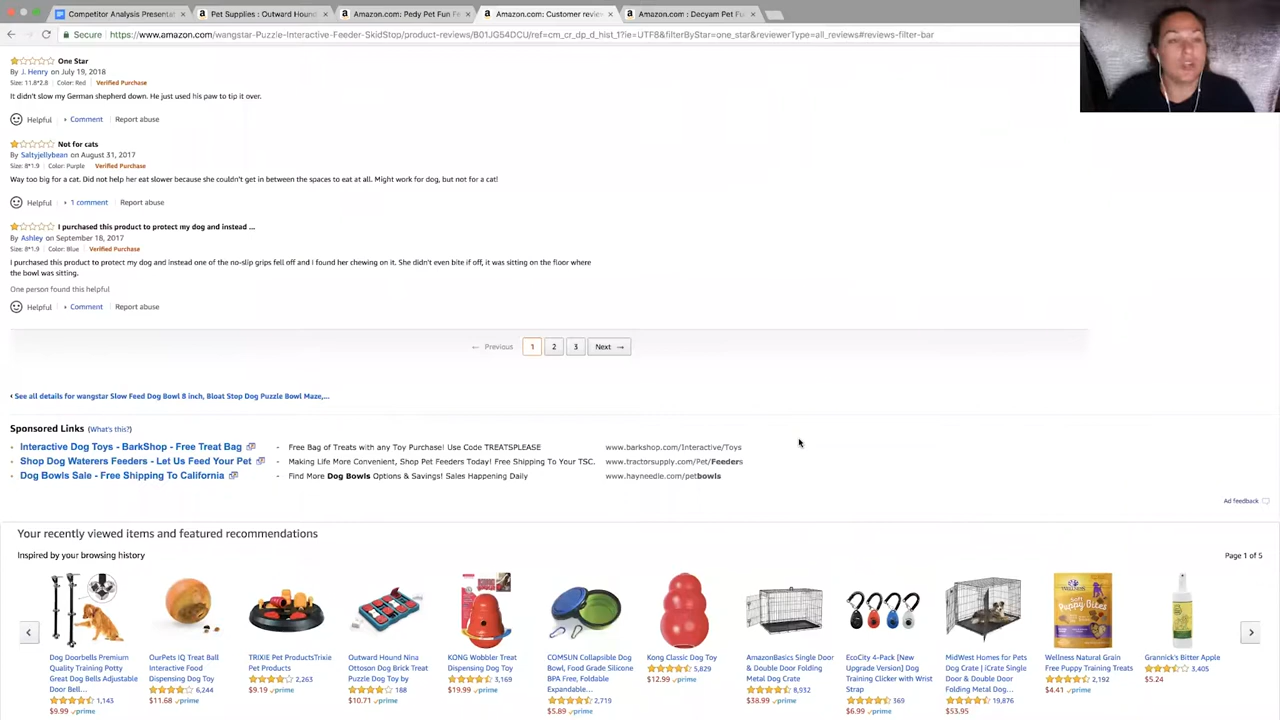 Competitor Analysis Presentat
Pet Supplies : Outward Hound
Amazon.com: Pedy Pet Fun Fe
Amazon.com: Customer revie
Amazon.com : Decyam Pet Fu
Secure
https://www.amazon.com/wangstar-Puzzle-Interactive-Feeder-SkidStop/product-reviews/B01JG54DCU/ref=cm_cr_dp_d_hist_1?ie=UTF8&filterByStar=one_star&reviewerType=all_reviews#reviews-filter-bar
One Star
By J. Henry on July 19, 2018
Size: 11.8*2.8 | Color: Red | Verified Purchase
It didn't slow my German shepherd down. He just used his paw to tip it over.
Helpful | Comment | Report abuse
Not for cats
By Saltyjellybean on August 31, 2017
Size: 8*1.9 | Color: Purple Verified Purchase
Way too big for a cat. Did not help her eat slower because she couldn't get in between the spaces to eat at all. Might work for dog, but not for a cat!
Helpful | 1 comment | Report abuse
I purchased this product to protect my dog and instead ...
By Ashley on September 18, 2017
Size: 8*1.9 | Color: Blue | Verified Purchase
I purchased this product to protect my dog and instead one of the no-slip grips fell off and I found her chewing on it. She didn't even bite if off, it was sitting on the floor where
the bowl was sitting.
One person found this helpful
Helpful | Comment | Report abuse
← Previous 1 2 3 Next →
‹ See all details for wangstar Slow Feed Dog Bowl 8 inch, Bloat Stop Dog Puzzle Bowl Maze,...
Sponsored Links (What's this?)
Interactive Dog Toys - BarkShop - Free Treat Bag - Free Bag of Treats with any Toy Purchase! Use Code TREATSPLEASE www.barkshop.com/Interactive/Toys
Shop Dog Waterers Feeders - Let Us Feed Your Pet - Making Life More Convenient, Shop Pet Feeders Today! Free Shipping To Your TSC. www.tractorsupply.com/Pet/Feeders
Dog Bowls Sale - Free Shipping To California - Find More Dog Bowls Options & Savings! Sales Happening Daily www.hayneedle.com/petbowls
Ad feedback
Your recently viewed items and featured recommendations
Inspired by your browsing history
Page 1 of 5
Dog Doorbells Premium
Quality Training Potty
Great Dog Bells Adjustable
Door Bell...
1,143
$9.99 prime
OurPets IQ Treat Ball
Interactive Food
Dispensing Dog Toy
6,244
$11.68 prime
TRIXIE Pet ProductsTrixie
Pet Products
2,263
$9.19 prime
Outward Hound Nina
Ottoson Dog Brick Treat
Puzzle Dog Toy by
188
$10.71 prime
KONG Wobbler Treat
Dispensing Dog Toy
3,169
$19.99 prime
COMSUN Collapsible Dog
Bowl, Food Grade Silicone
BPA Free, Foldable
Expandable...
2,719
$5.89 prime
Kong Classic Dog Toy
5,829
$12.99 prime
AmazonBasics Single Door
& Double Door Folding
Metal Dog Crate
8,932
$38.99 prime
EcoCity 4-Pack [New
Upgrade Version] Dog
Training Clicker with Wrist
Strap
369
$6.99 prime
MidWest Homes for Pets
Dog Crate | iCrate Single
Door & Double Door
Folding Metal Dog...
19,876
$53.95
Wellness Natural Grain
Free Puppy Training Treats
2,192
$4.41 prime
Grannick's Bitter Apple
3,405
$5.24